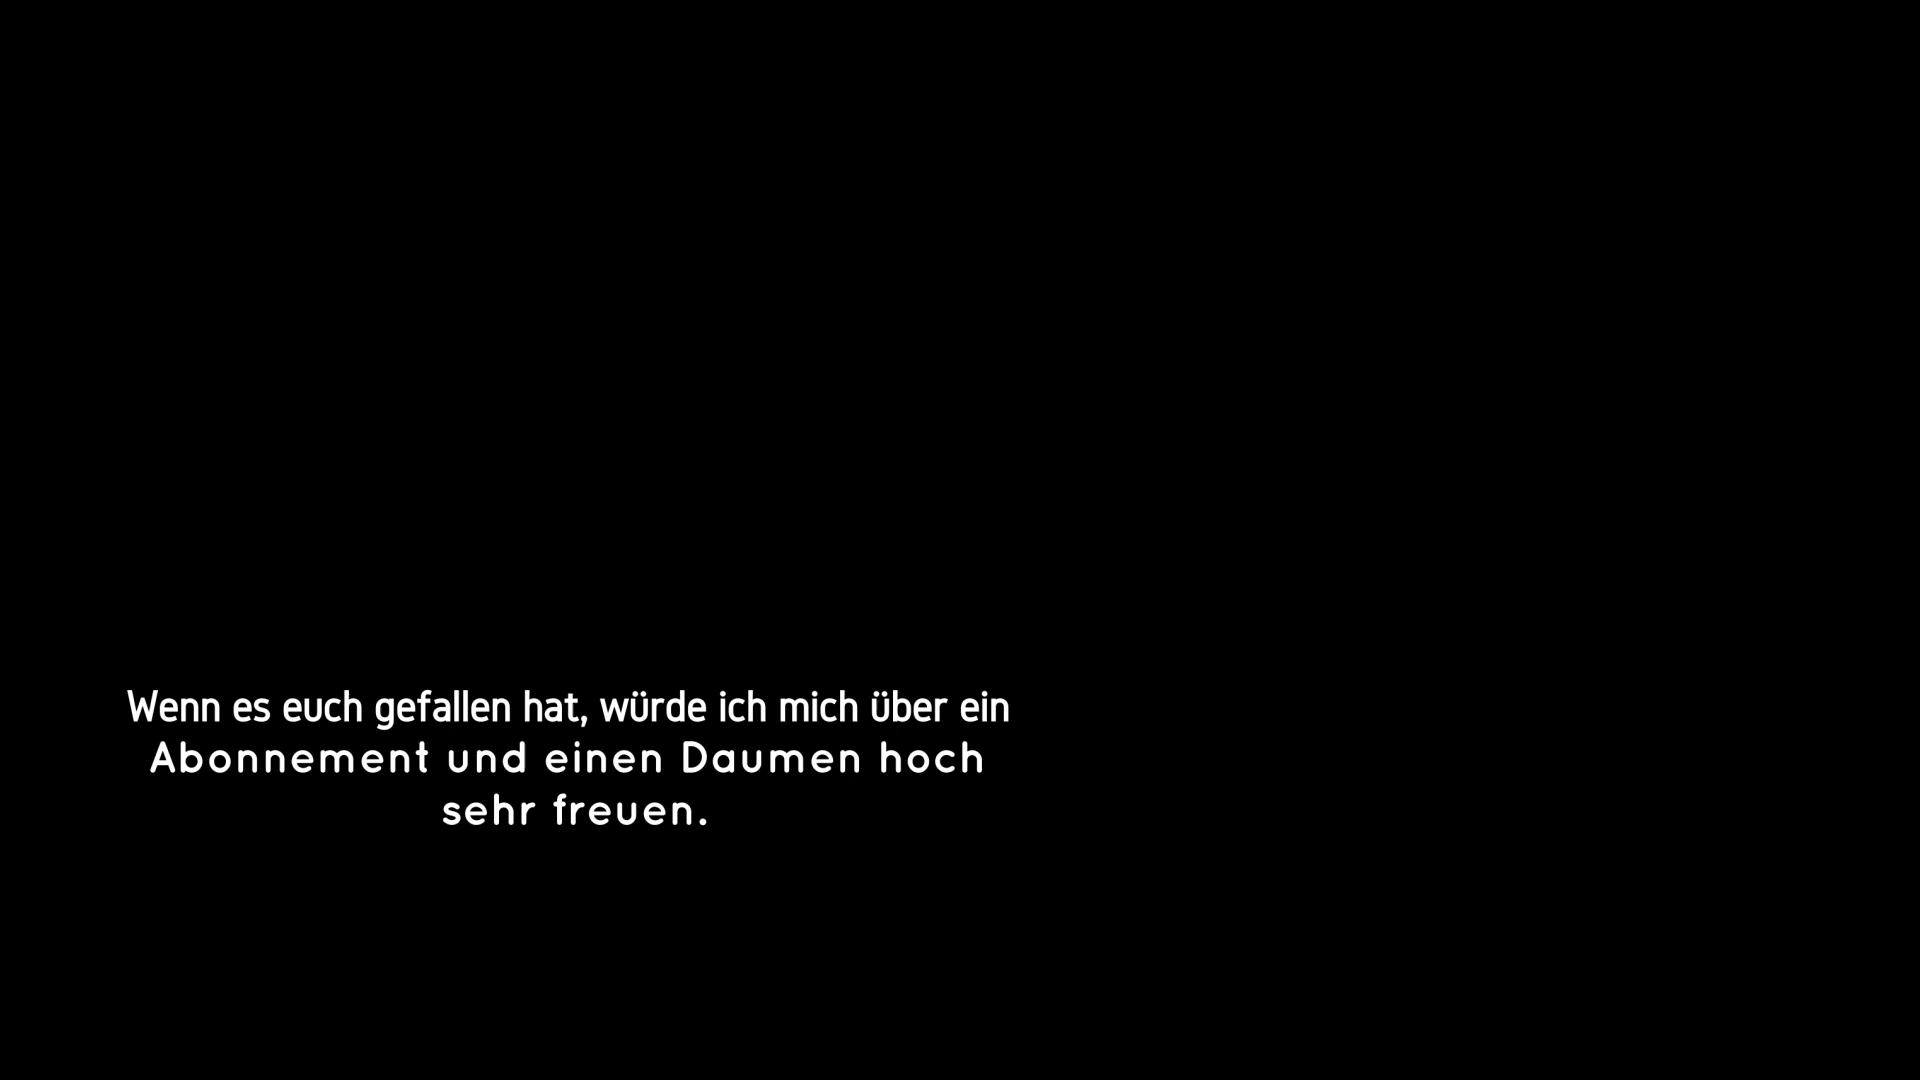 Wenn es euch gefallen hat, würde ich mich über ein
Abonnement und einen Daumen hoch
sehr freuen.